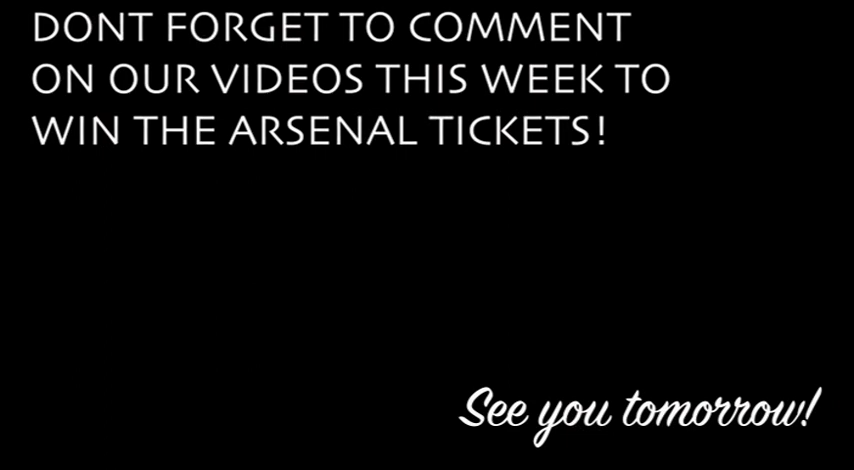 DONT FORGET TO COMMENT
ON OUR VIDEOS THIS WEEK TO
WIN THE ARSENAL TICKETS!
See you tomorrow!